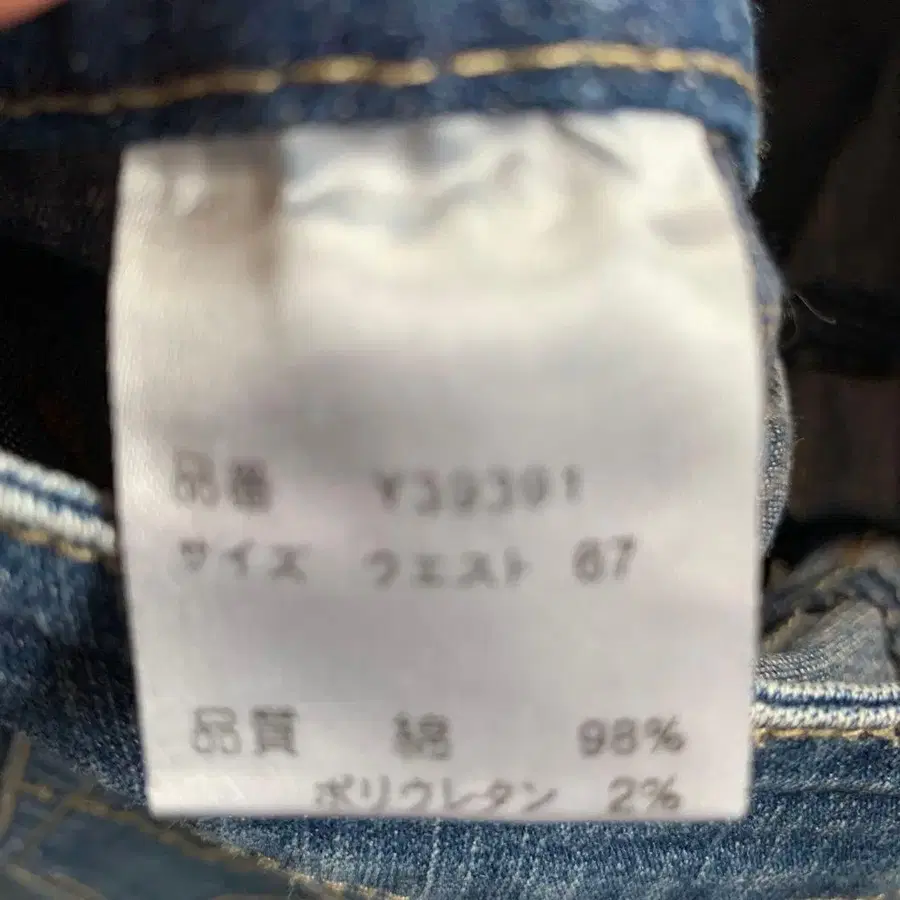 品番 Y39391
サイズ ウエスト 67
品質 綿 98%
ポリウレタン 2%